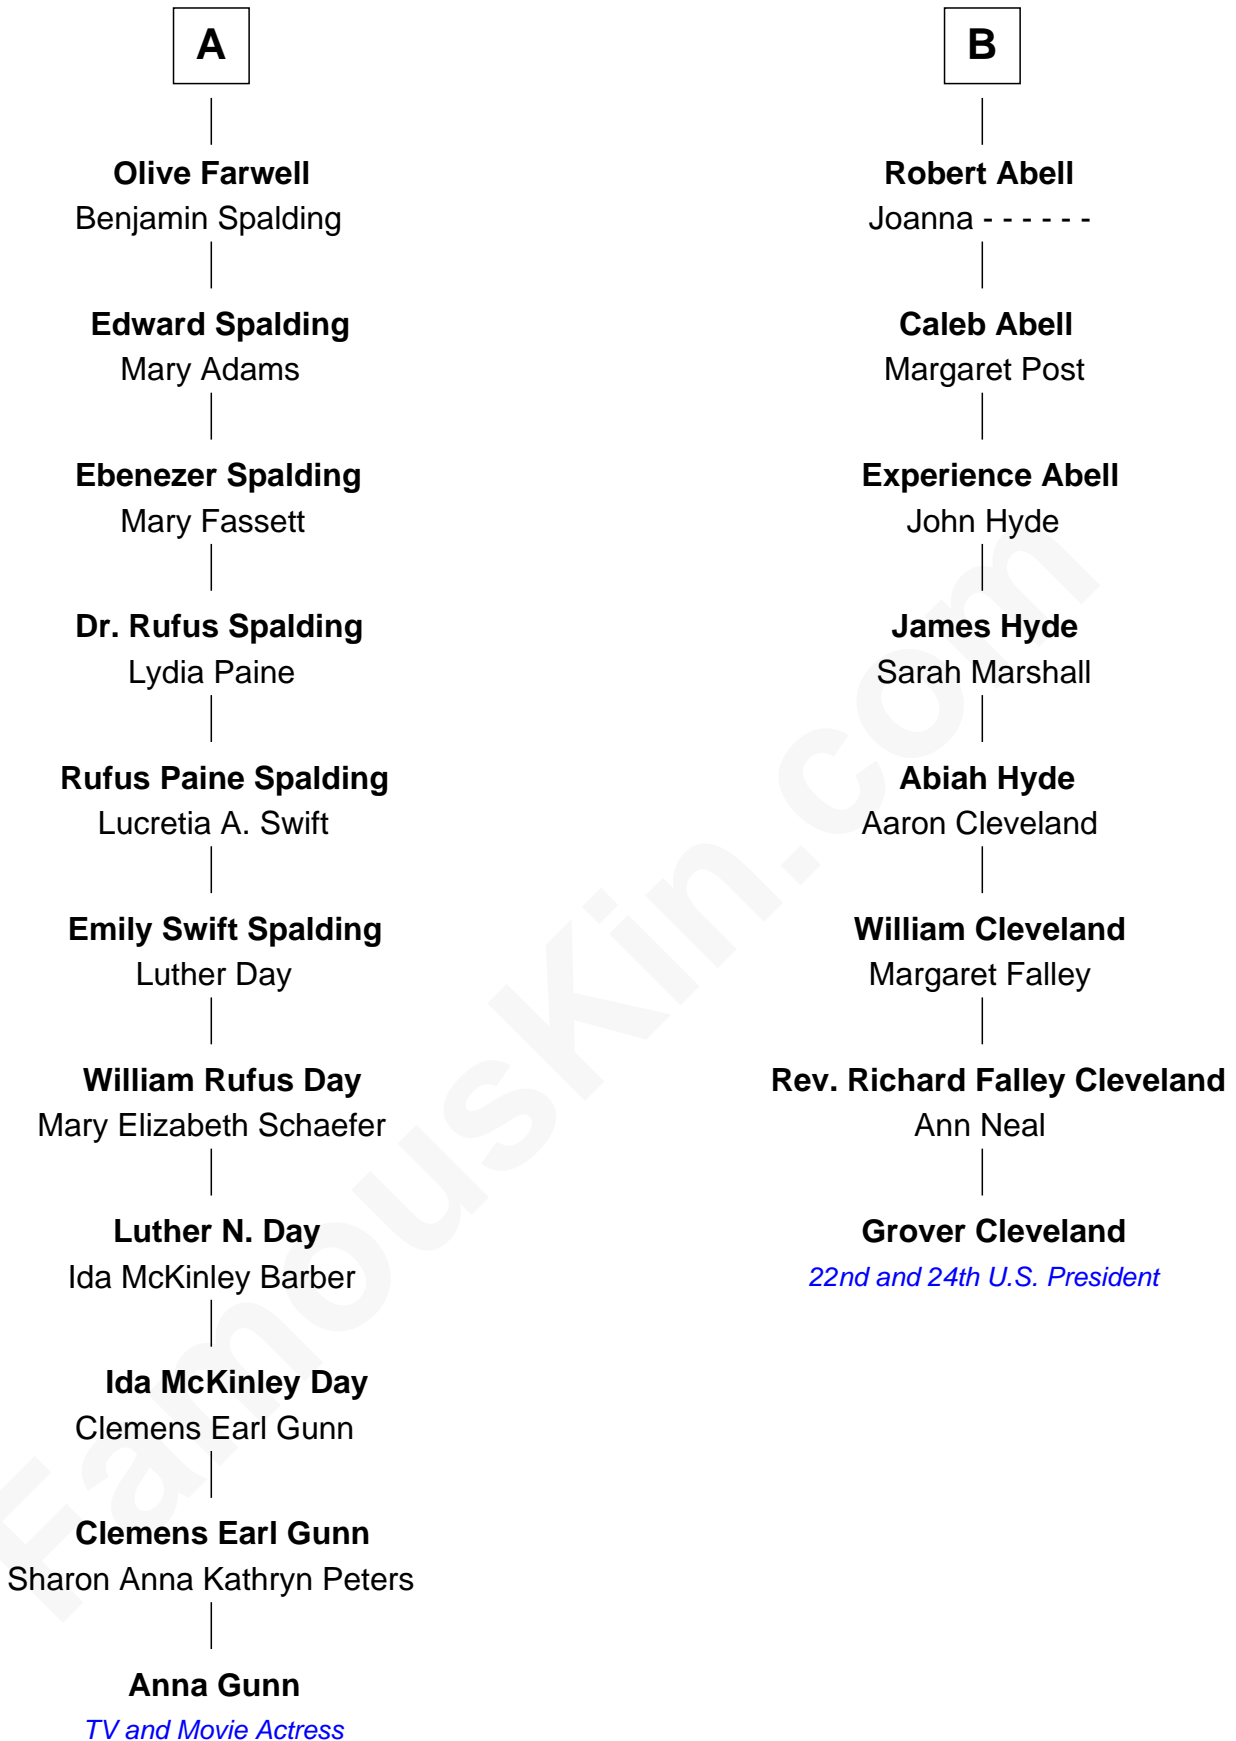 A
Olive Farwell
Benjamin Spalding
Edward Spalding
Mary Adams
Ebenezer Spalding
Mary Fassett
Dr. Rufus Spalding
Lydia Paine
Rufus Paine Spalding
Lucretia A. Swift
Emily Swift Spalding
Luther Day
William Rufus Day
Mary Elizabeth Schaefer
Luther N. Day
Ida McKinley Barber
Ida McKinley Day
Clemens Earl Gunn
Clemens Earl Gunn
Sharon Anna Kathryn Peters
Anna Gunn
TV and Movie Actress
B
Robert Abell
Joanna - - - - - -
Caleb Abell
Margaret Post
Experience Abell
John Hyde
James Hyde
Sarah Marshall
Abiah Hyde
Aaron Cleveland
William Cleveland
Margaret Falley
Rev. Richard Falley Cleveland
Ann Neal
Grover Cleveland
22nd and 24th U.S. President
FamousKin.com